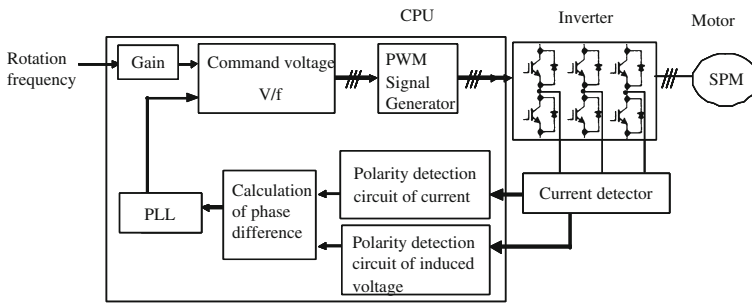 CPU
Inverter
Motor
Rotation
frequency
Gain
Command voltage
V/f
PWM
Signal
Generator
SPM
Polarity detection
circuit of current
Calculation
of phase
difference
PLL
Current detector
Polarity detection
circuit of induced
voltage